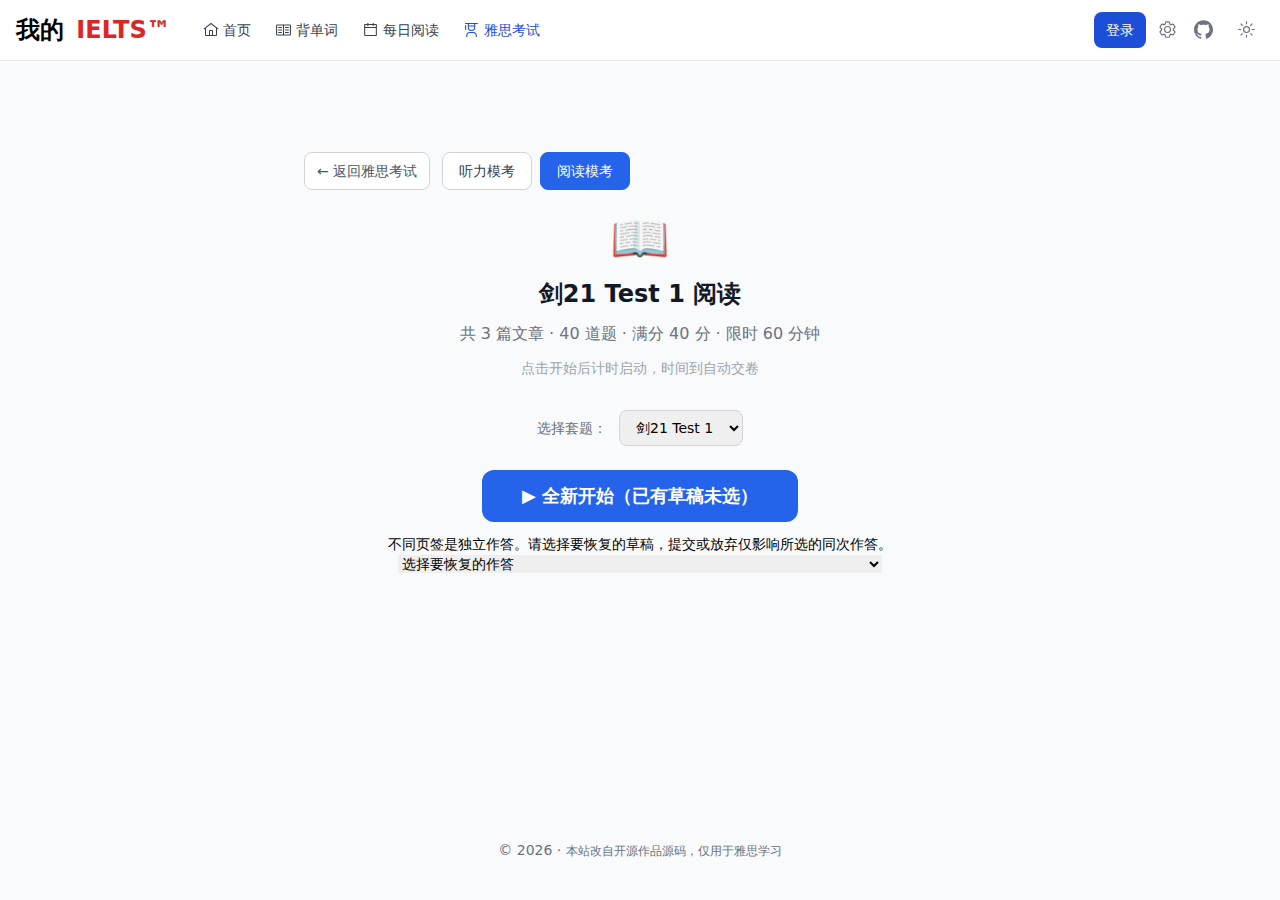 我的 IELTS™ 首页 背单词 每日阅读 雅思考试 登录
← 返回雅思考试 听力模考 阅读模考
剑21 Test 1 阅读
共 3 篇文章 · 40 道题 · 满分 40 分 · 限时 60 分钟
点击开始后计时启动，时间到自动交卷
选择套题： 剑21 Test 1
▶ 全新开始（已有草稿未选）
不同页签是独立作答。请选择要恢复的草稿，提交或放弃仅影响所选的同次作答。
选择要恢复的作答
© 2026 · 本站改自开源作品源码，仅用于雅思学习